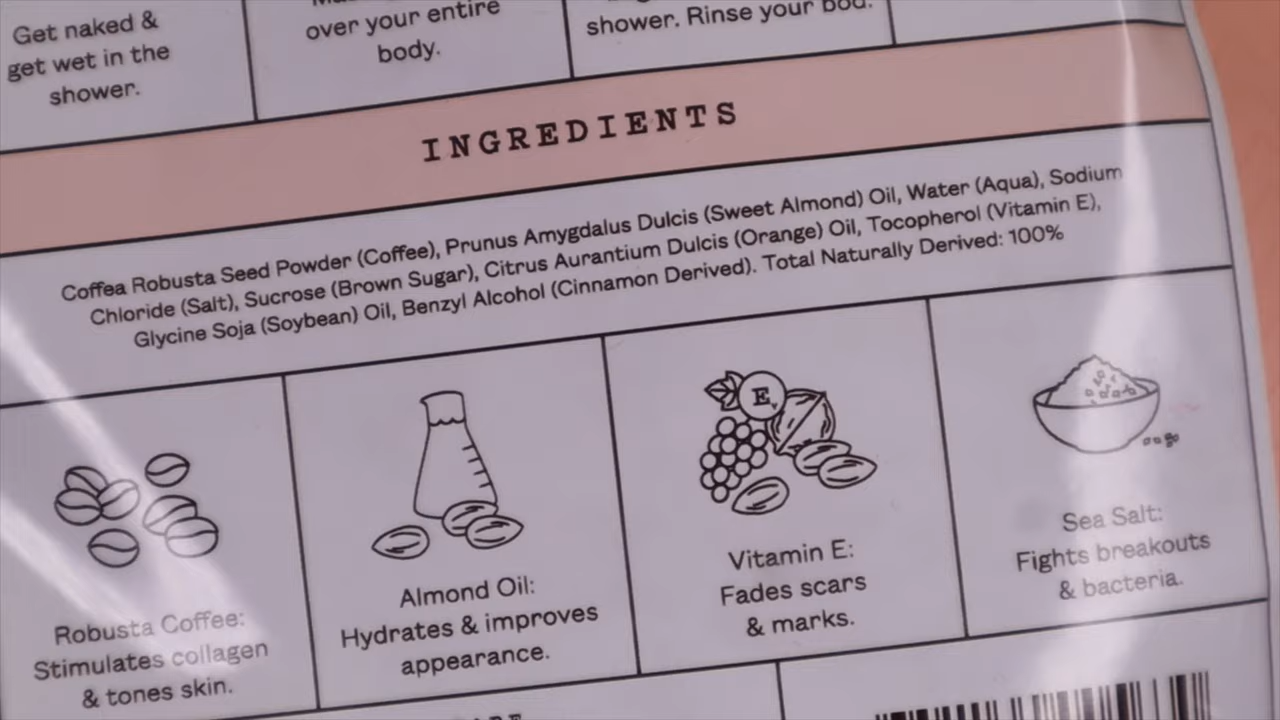 Get naked &
get wet in the
shower.
over your entire
body.
shower. Rinse your bod.
INGREDIENTS
Coffea Robusta Seed Powder (Coffee), Prunus Amygdalus Dulcis (Sweet Almond) Oil, Water (Aqua), Sodium
Chloride (Salt), Sucrose (Brown Sugar), Citrus Aurantium Dulcis (Orange) Oil, Tocopherol (Vitamin E),
Glycine Soja (Soybean) Oil, Benzyl Alcohol (Cinnamon Derived). Total Naturally Derived: 100%
E
Robusta Coffee:
Stimulates collagen
& tones skin.
Almond Oil:
Hydrates & improves
appearance.
Vitamin E:
Fades scars
& marks.
Sea Salt:
Fights breakouts
& bacteria.